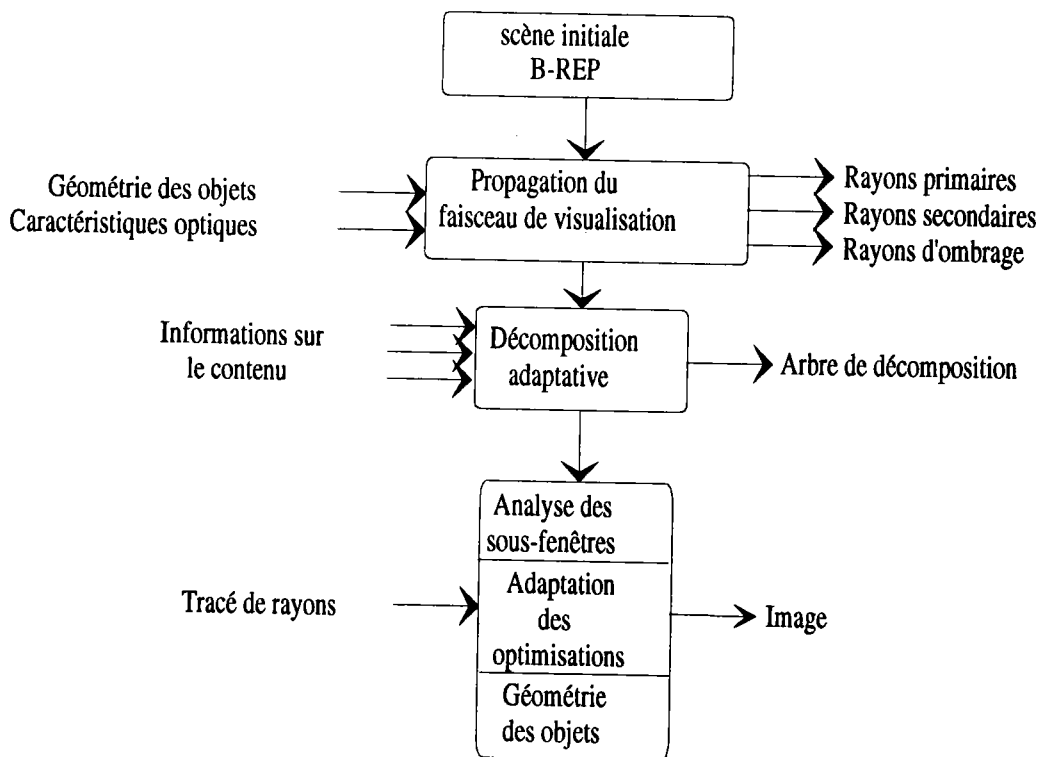 scène initiale
B-REP
Géométrie des objets
Caractéristiques optiques
Propagation du
faisceau de visualisation
Rayons primaires
Rayons secondaires
Rayons d'ombrage
Informations sur
le contenu
Décomposition
adaptative
Arbre de décomposition
Analyse des
sous-fenêtres
Tracé de rayons
Adaptation
des
optimisations
Image
Géométrie
des objets